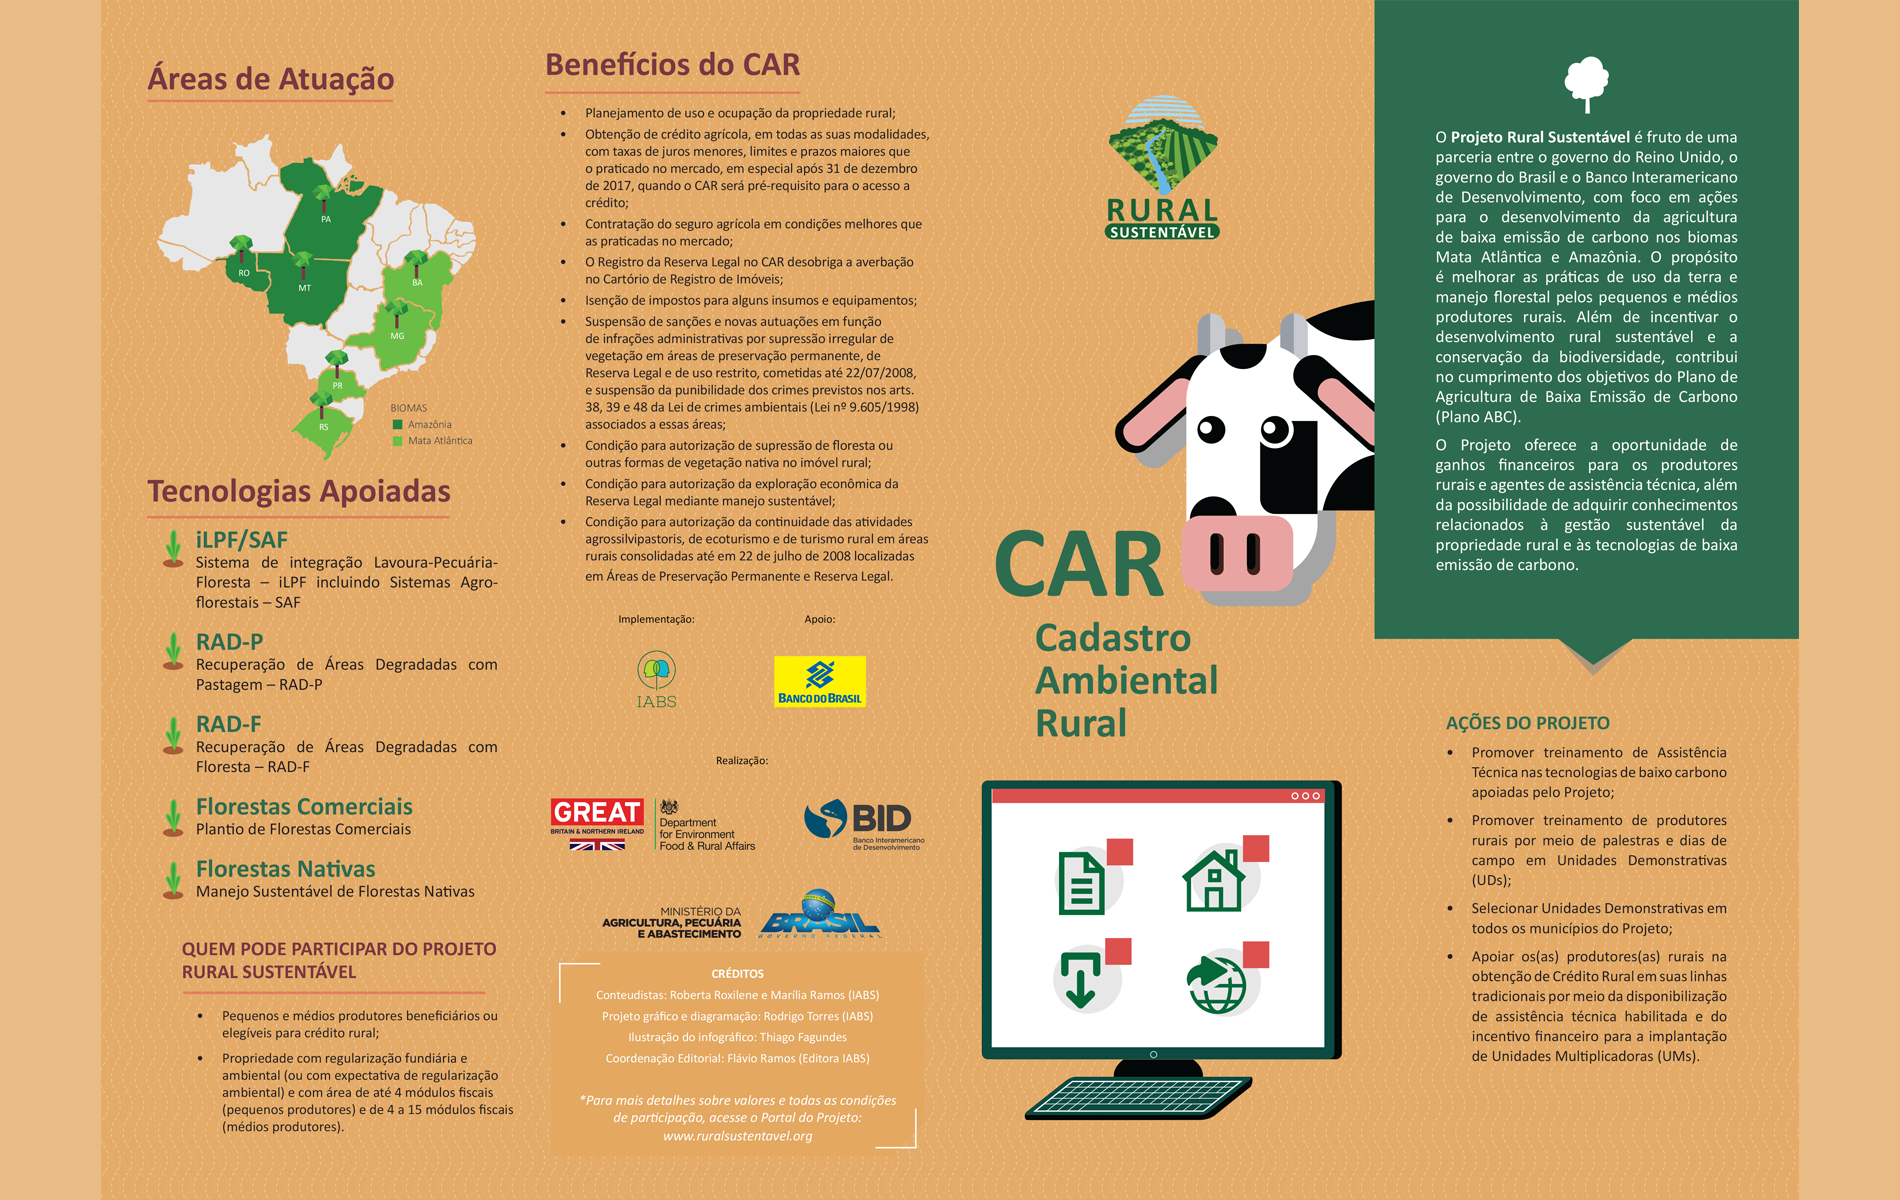 Áreas de Atuação
PA
RO
MT
BA
MG
PR
RS
BIOMAS
Amazônia
Mata Atlântica
Tecnologias Apoiadas
iLPF/SAF
Sistema de integração Lavoura-Pecuária-
Floresta – iLPF incluindo Sistemas Agro-
florestais – SAF
RAD-P
Recuperação de Áreas Degradadas com
Pastagem – RAD-P
RAD-F
Recuperação de Áreas Degradadas com
Floresta – RAD-F
Florestas Comerciais
Plantio de Florestas Comerciais
Florestas Nativas
Manejo Sustentável de Florestas Nativas
QUEM PODE PARTICIPAR DO PROJETO
RURAL SUSTENTÁVEL
• Pequenos e médios produtores beneficiários ou
elegíveis para crédito rural;
• Propriedade com regularização fundiária e
ambiental (ou com expectativa de regularização
ambiental) e com área de até 4 módulos fiscais
(pequenos produtores) e de 4 a 15 módulos fiscais
(médios produtores).
Benefícios do CAR
• Planejamento de uso e ocupação da propriedade rural;
• Obtenção de crédito agrícola, em todas as suas modalidades,
com taxas de juros menores, limites e prazos maiores que
o praticado no mercado, em especial após 31 de dezembro
de 2017, quando o CAR será pré-requisito para o acesso a
crédito;
• Contratação do seguro agrícola em condições melhores que
as praticadas no mercado;
• O Registro da Reserva Legal no CAR desobriga a averbação
no Cartório de Registro de Imóveis;
• Isenção de impostos para alguns insumos e equipamentos;
• Suspensão de sanções e novas autuações em função
de infrações administrativas por supressão irregular de
vegetação em áreas de preservação permanente, de
Reserva Legal e de uso restrito, cometidas até 22/07/2008,
e suspensão da punibilidade dos crimes previstos nos arts.
38, 39 e 48 da Lei de crimes ambientais (Lei nº 9.605/1998)
associados a essas áreas;
• Condição para autorização de supressão de floresta ou
outras formas de vegetação nativa no imóvel rural;
• Condição para autorização da exploração econômica da
Reserva Legal mediante manejo sustentável;
• Condição para autorização da continuidade das atividades
agrossilvipastoris, de ecoturismo e de turismo rural em áreas
rurais consolidadas até em 22 de julho de 2008 localizadas
em Áreas de Preservação Permanente e Reserva Legal.
Implementação:
Apoio:
IABS
BANCO DO BRASIL
Realização:
GREAT
BRITAIN & NORTHERN IRELAND
Department
for Environment
Food & Rural Affairs
BID
Banco Interamericano
de Desenvolvimento
MINISTÉRIO DA
AGRICULTURA, PECUÁRIA
E ABASTECIMENTO
BRASIL
GOVERNO FEDERAL
CRÉDITOS
Conteudistas: Roberta Roxilene e Marília Ramos (IABS)
Projeto gráfico e diagramação: Rodrigo Torres (IABS)
Ilustração do infográfico: Thiago Fagundes
Coordenação Editorial: Flávio Ramos (Editora IABS)
*Para mais detalhes sobre valores e todas as condições
de participação, acesse o Portal do Projeto:
www.ruralsustentavel.org
RURAL
SUSTENTÁVEL
CAR
Cadastro
Ambiental
Rural
O Projeto Rural Sustentável é fruto de uma
parceria entre o governo do Reino Unido, o
governo do Brasil e o Banco Interamericano
de Desenvolvimento, com foco em ações
para o desenvolvimento da agricultura
de baixa emissão de carbono nos biomas
Mata Atlântica e Amazônia. O propósito
é melhorar as práticas de uso da terra e
manejo florestal pelos pequenos e médios
produtores rurais. Além de incentivar o
desenvolvimento rural sustentável e a
conservação da biodiversidade, contribui
no cumprimento dos objetivos do Plano de
Agricultura de Baixa Emissão de Carbono
(Plano ABC).
O Projeto oferece a oportunidade de
ganhos financeiros para os produtores
rurais e agentes de assistência técnica, além
da possibilidade de adquirir conhecimentos
relacionados à gestão sustentável da
propriedade rural e às tecnologias de baixa
emissão de carbono.
AÇÕES DO PROJETO
• Promover treinamento de Assistência
Técnica nas tecnologias de baixo carbono
apoiadas pelo Projeto;
• Promover treinamento de produtores
rurais por meio de palestras e dias de
campo em Unidades Demonstrativas
(UDs);
• Selecionar Unidades Demonstrativas em
todos os municípios do Projeto;
• Apoiar os(as) produtores(as) rurais na
obtenção de Crédito Rural em suas linhas
tradicionais por meio da disponibilização
de assistência técnica habilitada e do
incentivo financeiro para a implantação
de Unidades Multiplicadoras (UMs).